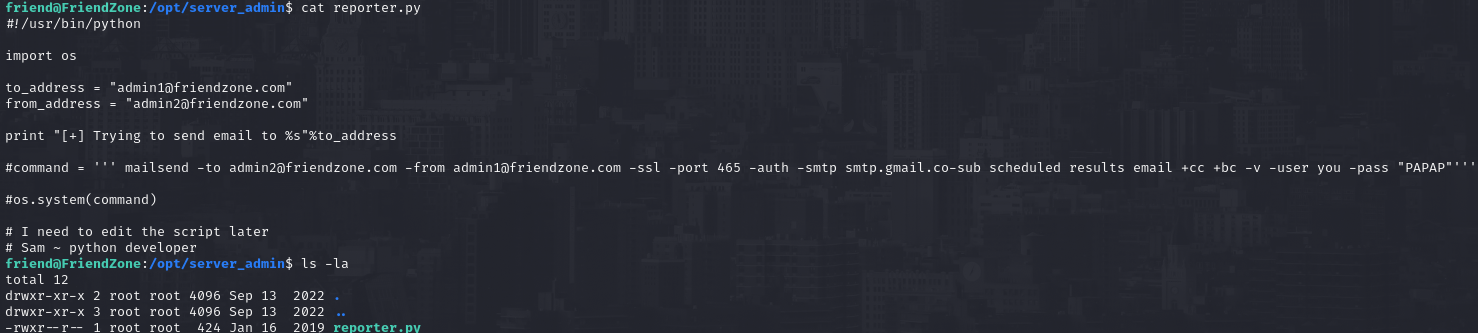 friend@FriendZone:/opt/server_admin$ cat reporter.py
#!/usr/bin/python
import os
to_address = "admin1@friendzone.com"
from_address = "admin2@friendzone.com"
print "[+] Trying to send email to %s"%to_address
#command = ''' mailsend -to admin2@friendzone.com -from admin1@friendzone.com -ssl -port 465 -auth -smtp smtp.gmail.co-sub scheduled results email +cc +bc -v -user you -pass "PAPAP"'''
#os.system(command)
# I need to edit the script later
# Sam ~ python developer
friend@FriendZone:/opt/server_admin$ ls -la
total 12
drwxr-xr-x 2 root root 4096 Sep 13  2022 .
drwxr-xr-x 3 root root 4096 Sep 13  2022 ..
-rwxr--r-- 1 root root  424 Jan 16  2019 reporter.py